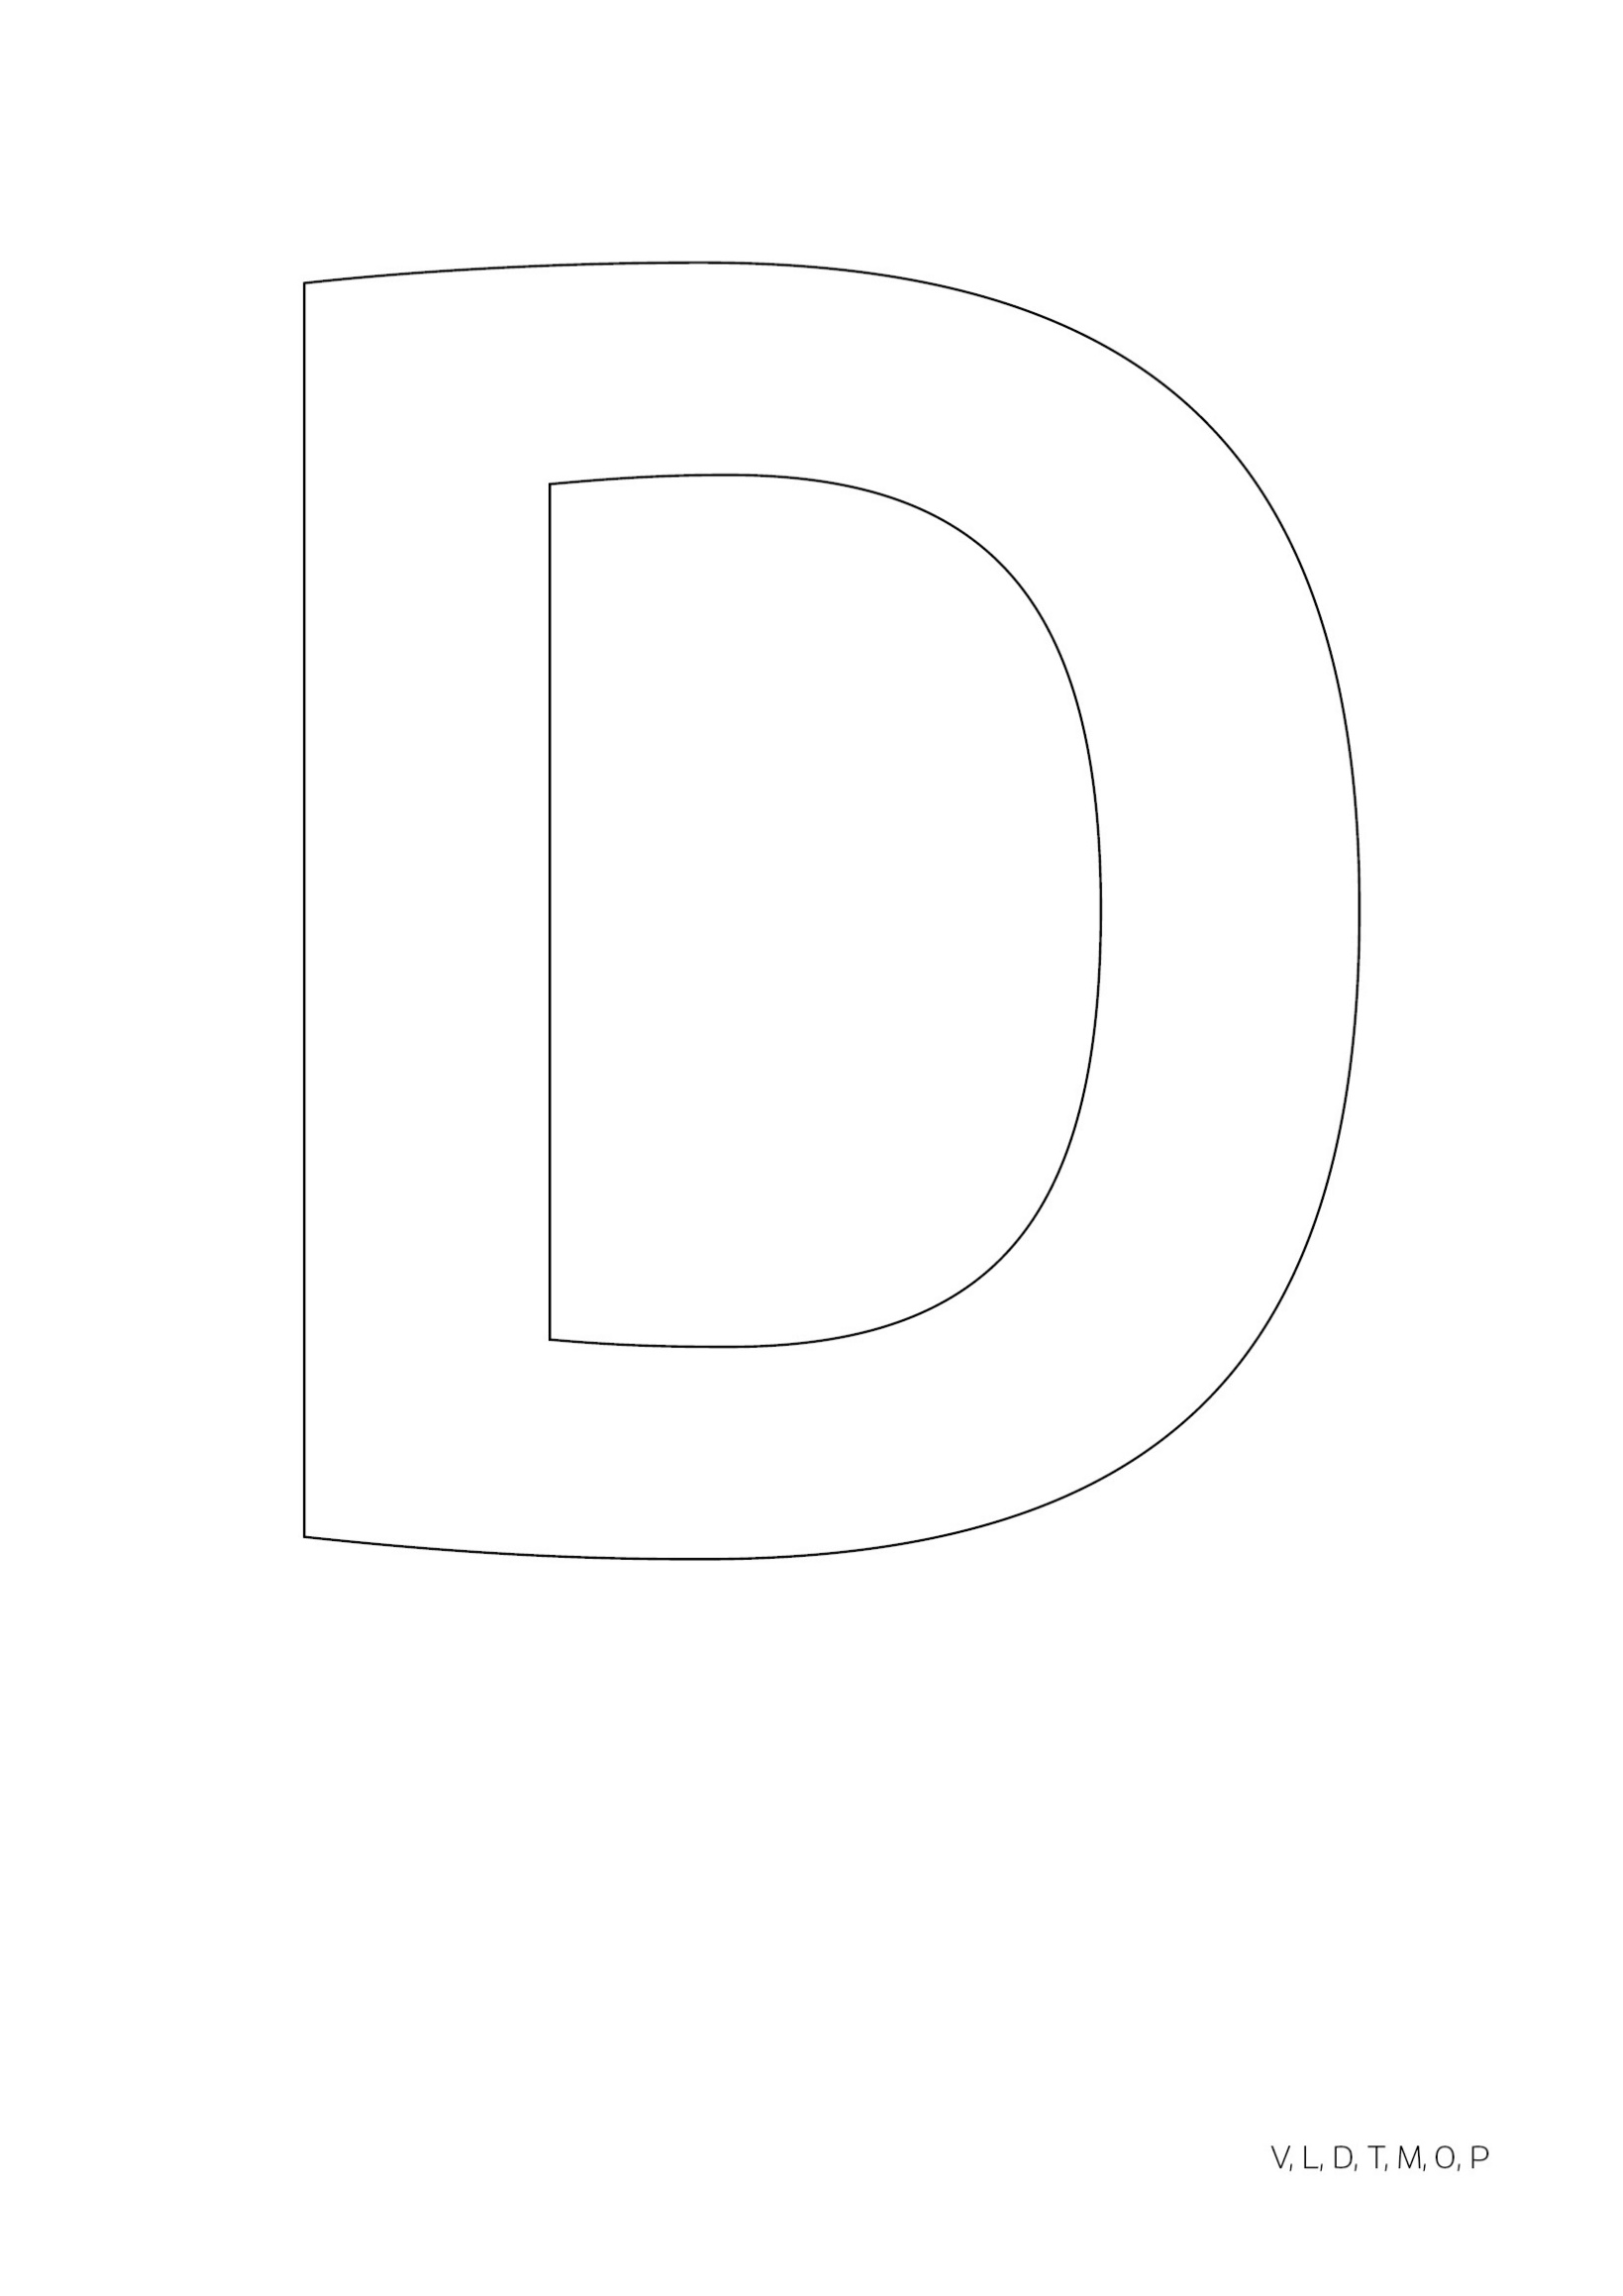 D
V, L, D, T, M, O, P